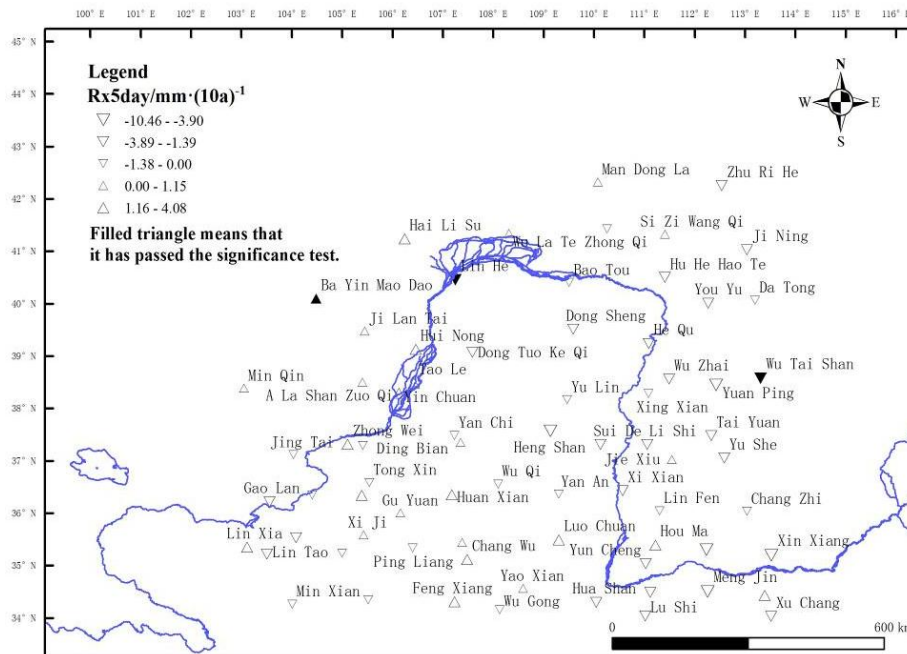 100° E 101° E 102° E 103° E 104° E 105° E 106° E 107° E 108° E 109° E 110° E 111° E 112° E 113° E 114° E 115° E 116° E
45° N
44° N
43° N
42° N
41° N
40° N
39° N
38° N
37° N
36° N
35° N
34° N
Legend
Rx5day/mm·(10a)⁻¹
-10.46 - -3.90
-3.89 - -1.39
-1.38 - 0.00
0.00 - 1.15
1.16 - 4.08
Filled triangle means that
it has passed the significance test.
N
W E
S
Man Dong La
Zhu Ri He
Hai Li Su
Si Zi Wang Qi
Wu La Te Zhong Qi
Ji Ning
Lin He
Bao Tou
Hu He Hao Te
Ba Yin Mao Dao
You Yu
Da Tong
Ji Lan Tai
Dong Sheng
Hui Nong
He Qu
Dong Tuo Ke Qi
Tao Le
Wu Zhai
Wu Tai Shan
Min Qin
A La Shan Zuo Qi
Yin Chuan
Yu Lin
Yuan Ping
Xing Xian
Zhong Wei
Yan Chi
Sui De Li Shi
Tai Yuan
Jing Tai
Ding Bian
Heng Shan
Yu She
Jie Xiu
Tong Xin
Wu Qi
Xi Xian
Gao Lan
Yan An
Gu Yuan
Huan Xian
Lin Fen
Chang Zhi
Lin Xia
Xi Ji
Luo Chuan
Hou Ma
Lin Tao
Chang Wu
Yun Cheng
Xin Xiang
Ping Liang
Yao Xian
Meng Jin
Min Xian
Feng Xiang
Hua Shan
Wu Gong
Lu Shi
Xu Chang
0 600 km